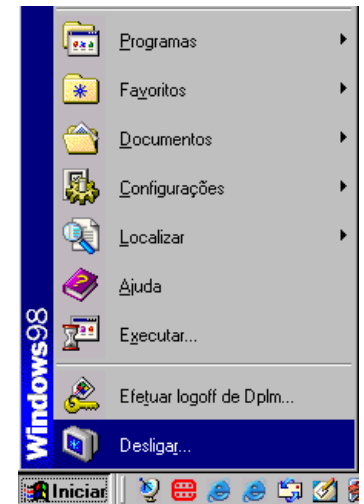 Programas
Favoritos
Documentos
Configurações
Localizar
Ajuda
Executar...
Efetuar logoff de Dplm...
Desligar...
Windows98
Iniciar